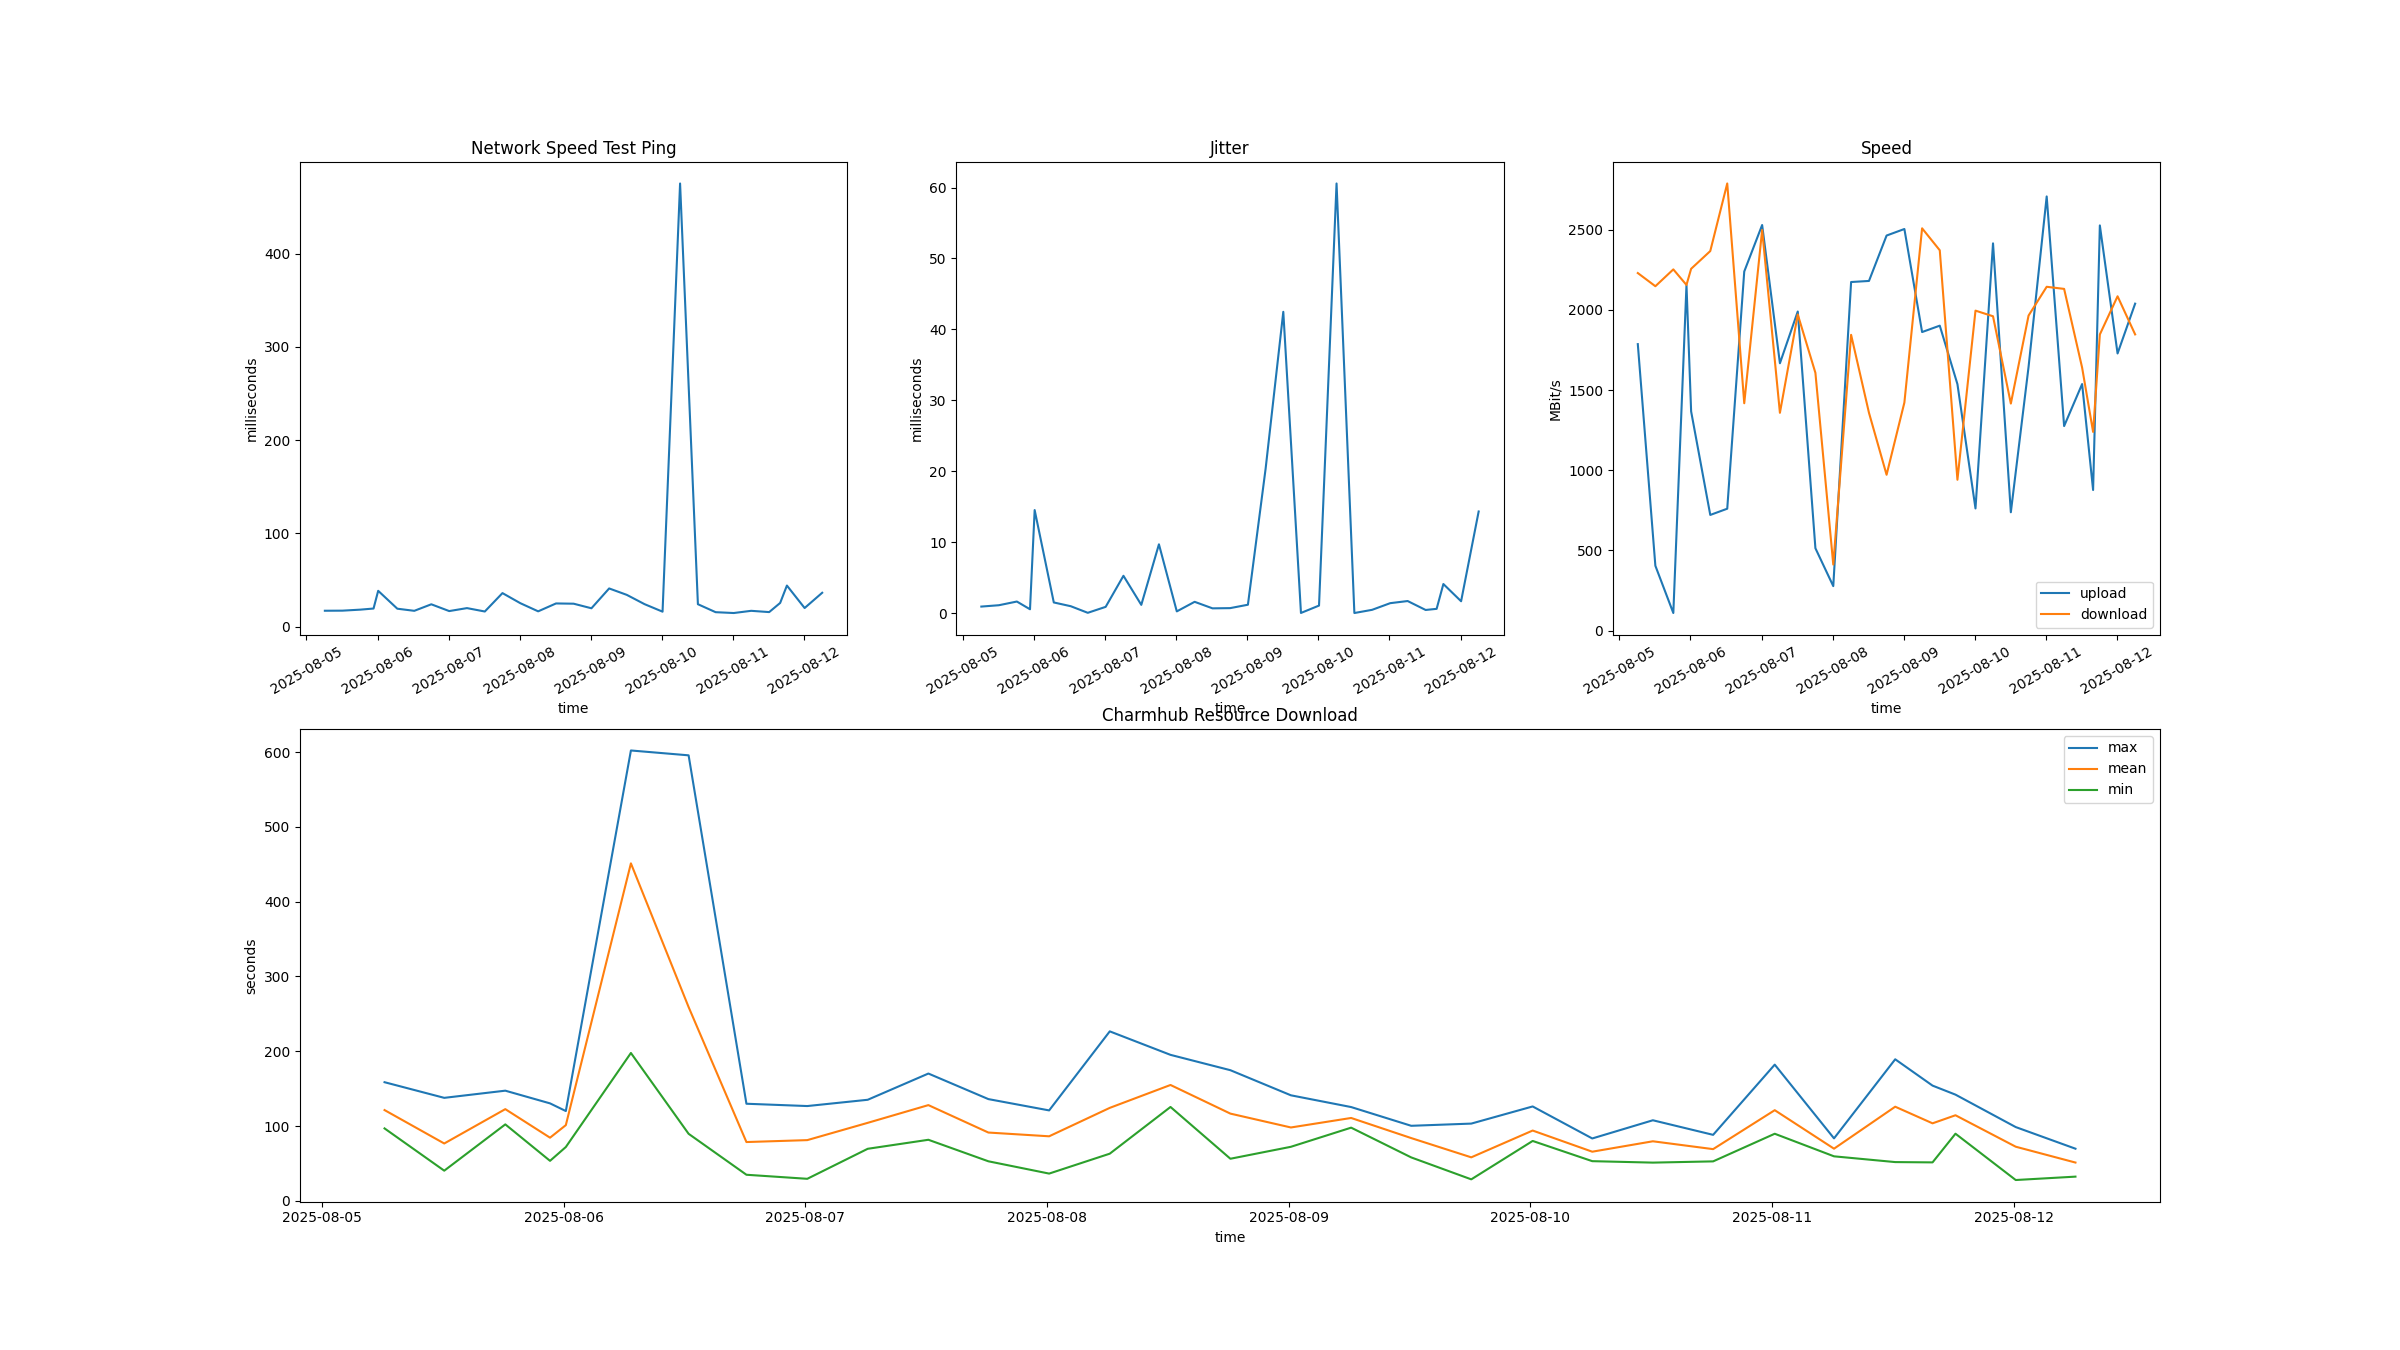 Network Speed Test Ping
milliseconds
400
300
200
100
0
2025-08-05 2025-08-06 2025-08-07 2025-08-08 2025-08-09 2025-08-10 2025-08-11 2025-08-12
time
Jitter
milliseconds
60
50
40
30
20
10
0
2025-08-05 2025-08-06 2025-08-07 2025-08-08 2025-08-09 2025-08-10 2025-08-11 2025-08-12
time
Speed
MBit/s
2500
2000
1500
1000
500
0
upload
download
2025-08-05 2025-08-06 2025-08-07 2025-08-08 2025-08-09 2025-08-10 2025-08-11 2025-08-12
time
Charmhub Resource Download
seconds
600
500
400
300
200
100
0
max
mean
min
2025-08-05 2025-08-06 2025-08-07 2025-08-08 2025-08-09 2025-08-10 2025-08-11 2025-08-12
time